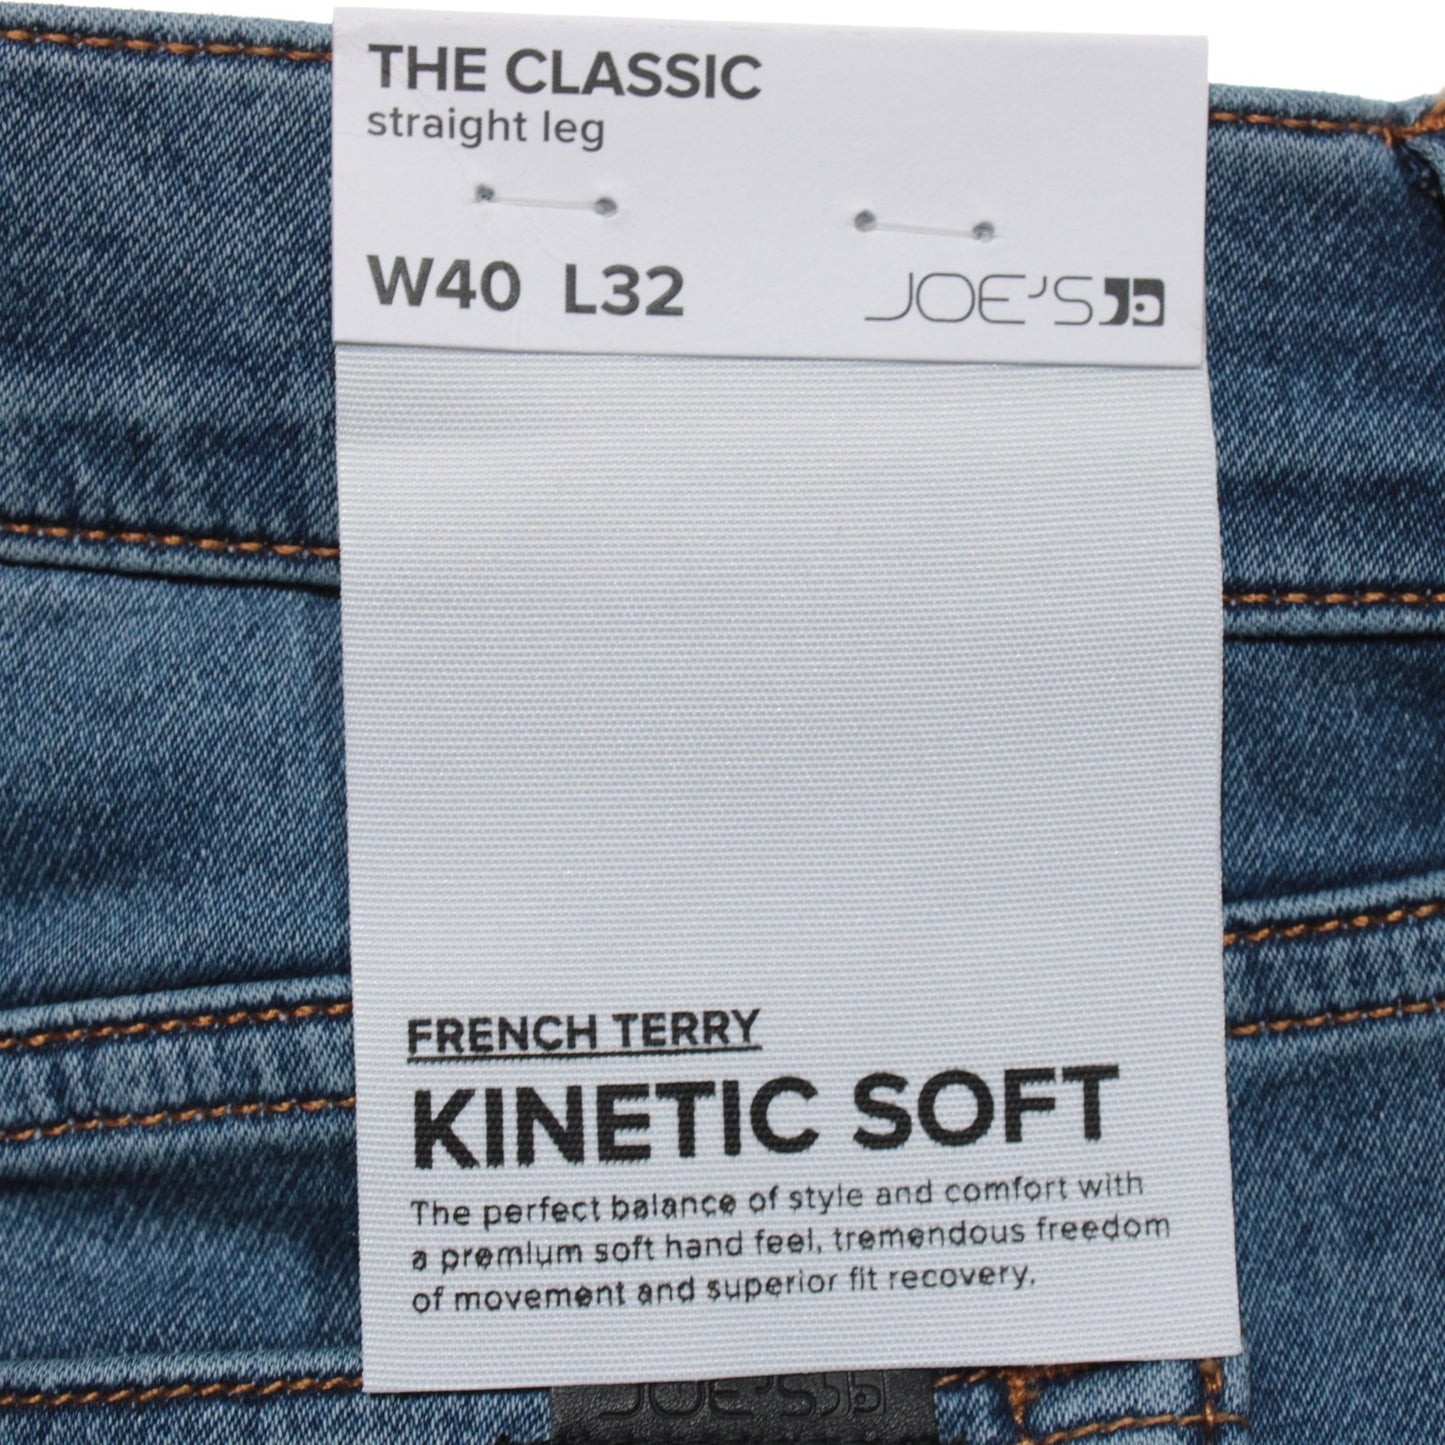 THE CLASSIC
straight leg
W40 L32
JOE'S
FRENCH TERRY
KINETIC SOFT
The perfect balance of style and comfort with
a premium soft hand feel, tremendous freedom
of movement and superior fit recovery.
JOE'S